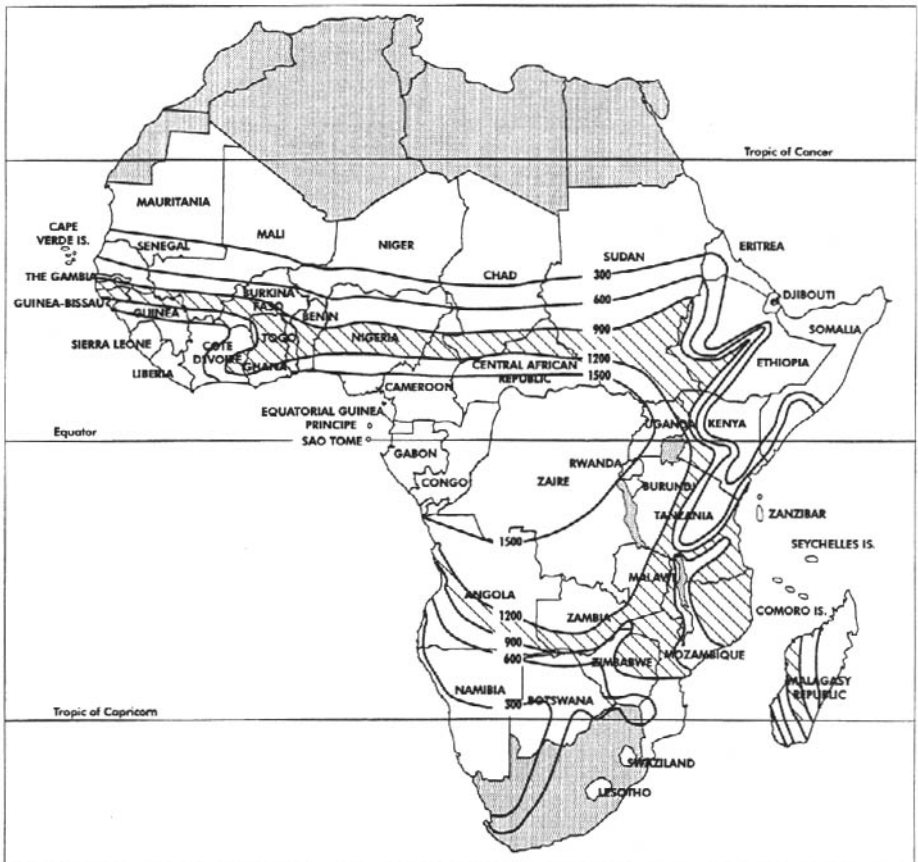 Tropic of Cancer
MAURITANIA
CAPE
VERDE IS.
MALI
NIGER
SENEGAL
CHAD
SUDAN
ERITREA
300
THE GAMBIA
BURKINA
FASO
600
DJIBOUTI
GUINEA-BISSAU
GUINEA
BENIN
900
SOMALIA
SIERRA LEONE
COTE
D'IVOIRE
TOGO
NIGERIA
1200
ETHIOPIA
LIBERIA
GHANA
CENTRAL AFRICAN
REPUBLIC
1500
CAMEROON
EQUATORIAL GUINEA
PRINCIPE
UGANDA
KENYA
Equator
SAO TOME
GABON
RWANDA
CONGO
ZAIRE
BURUNDI
TANZANIA
ZANZIBAR
1500
SEYCHELLES IS.
MALAWI
ANGOLA
1200
ZAMBIA
COMORO IS.
900
600
ZIMBABWE
MOZAMBIQUE
NAMIBIA
300
BOTSWANA
MALAGASY
REPUBLIC
Tropic of Capricorn
SWAZILAND
LESOTHO